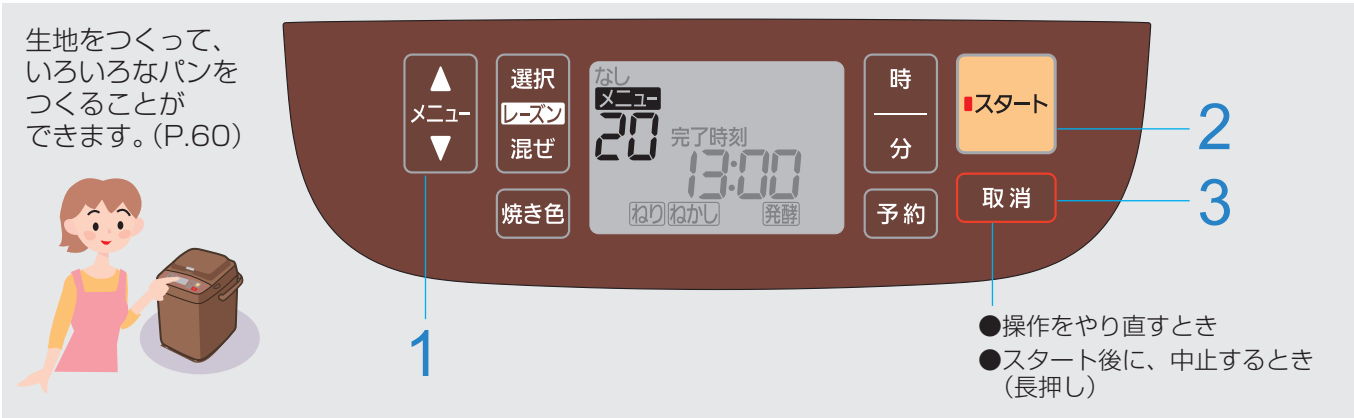 生地をつくって、
いろいろなパンを
つくることが
できます。(P.60)
▲
メニュー
▼
選択
レーズン
混ぜ
焼き色
なし
メニュー
20
完了時刻
13:00
ねり ねかし 発酵
時
分
予約
スタート
取消
1
2
3
●操作をやり直すとき
●スタート後に、中止するとき
(長押し)